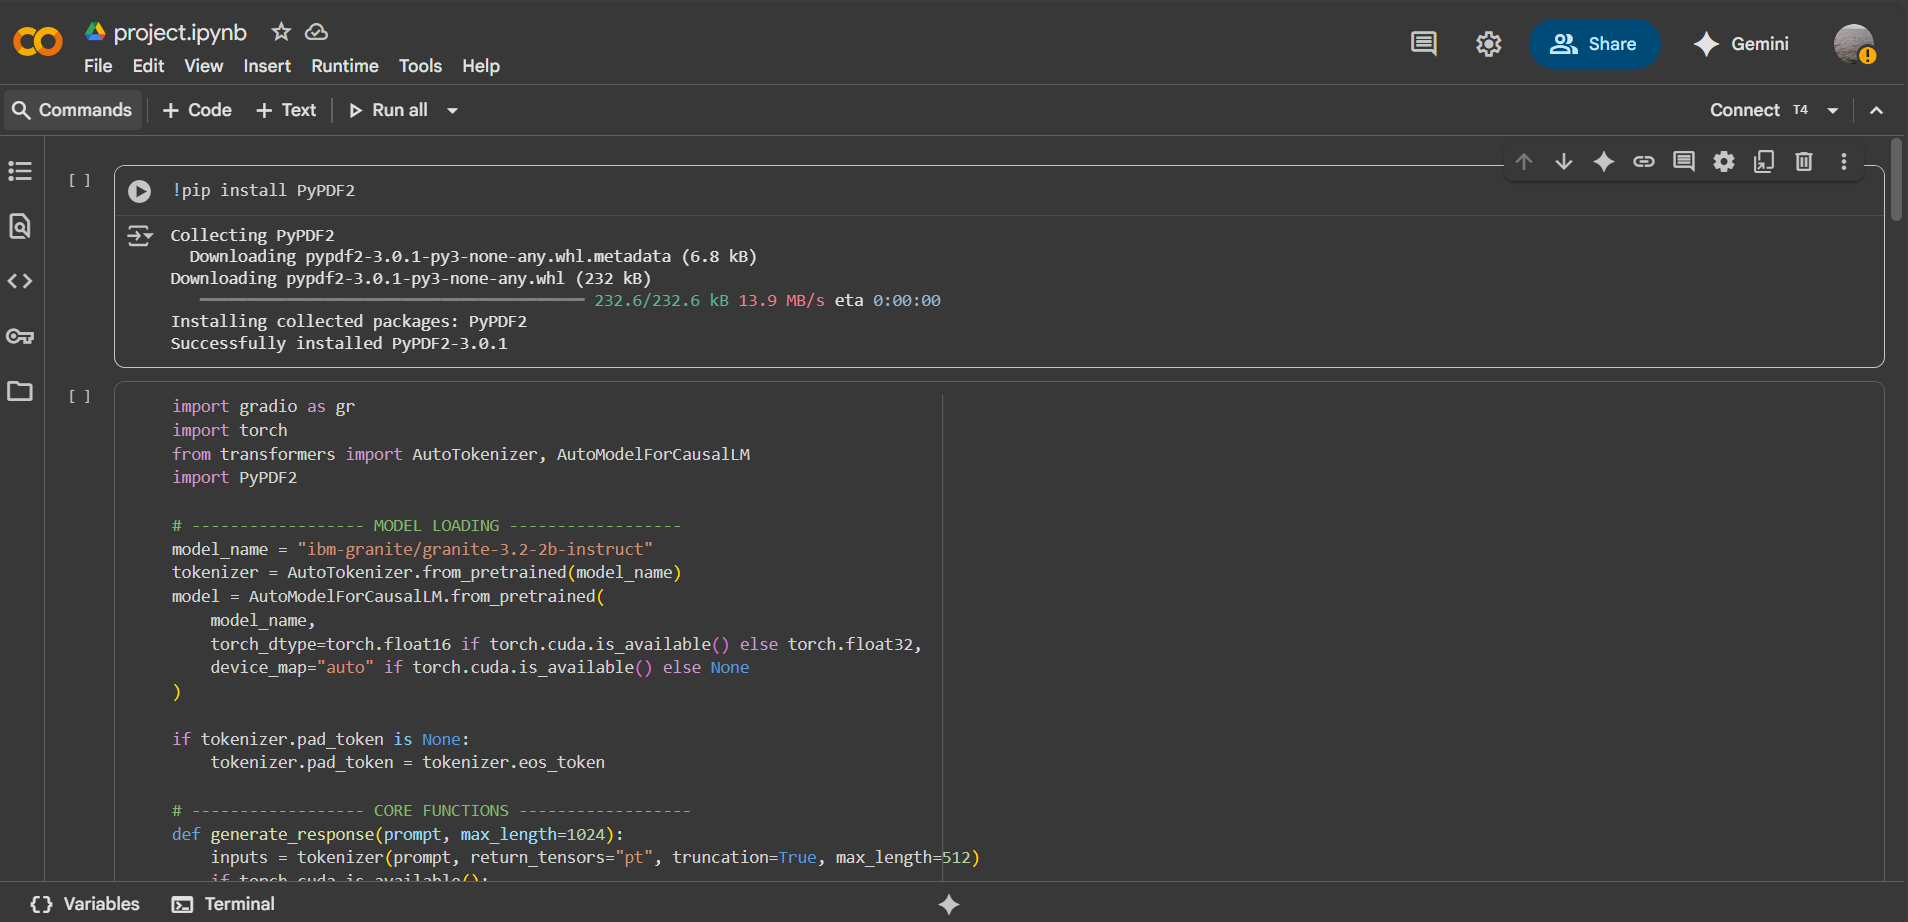 project.ipynb
File Edit View Insert Runtime Tools Help
Share
Gemini
Commands + Code + Text Run all
Connect T4
[ ]
!pip install PyPDF2
Collecting PyPDF2
  Downloading pypdf2-3.0.1-py3-none-any.whl.metadata (6.8 kB)
Downloading pypdf2-3.0.1-py3-none-any.whl (232 kB)
232.6/232.6 kB 13.9 MB/s eta 0:00:00
Installing collected packages: PyPDF2
Successfully installed PyPDF2-3.0.1
[ ]
import gradio as gr
import torch
from transformers import AutoTokenizer, AutoModelForCausalLM
import PyPDF2
# ------------------ MODEL LOADING ------------------
model_name = "ibm-granite/granite-3.2-2b-instruct"
tokenizer = AutoTokenizer.from_pretrained(model_name)
model = AutoModelForCausalLM.from_pretrained(
    model_name,
    torch_dtype=torch.float16 if torch.cuda.is_available() else torch.float32,
    device_map="auto" if torch.cuda.is_available() else None
)
if tokenizer.pad_token is None:
    tokenizer.pad_token = tokenizer.eos_token
# ------------------ CORE FUNCTIONS ------------------
def generate_response(prompt, max_length=1024):
    inputs = tokenizer(prompt, return_tensors="pt", truncation=True, max_length=512)
    if torch.cuda.is_available():
Variables Terminal